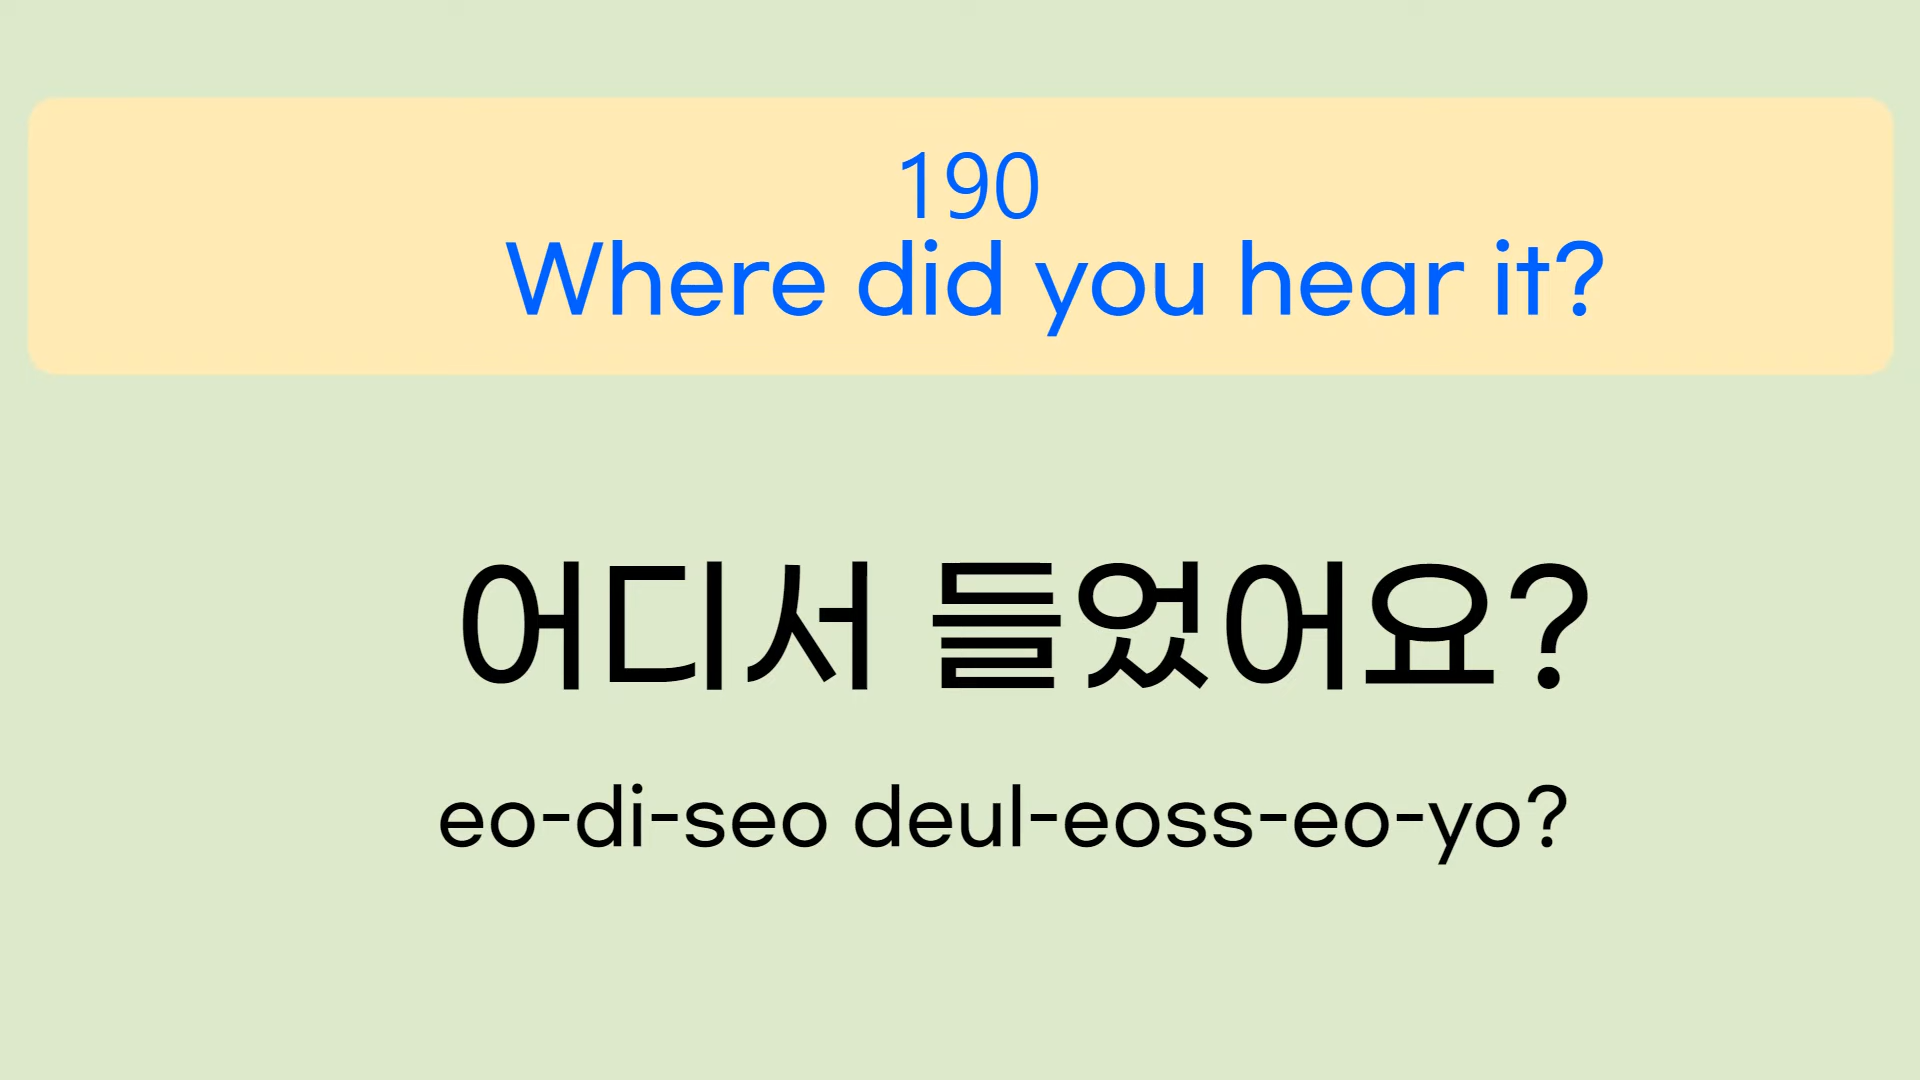 190
Where did you hear it?
어디서 들었어요?
eo-di-seo deul-eoss-eo-yo?